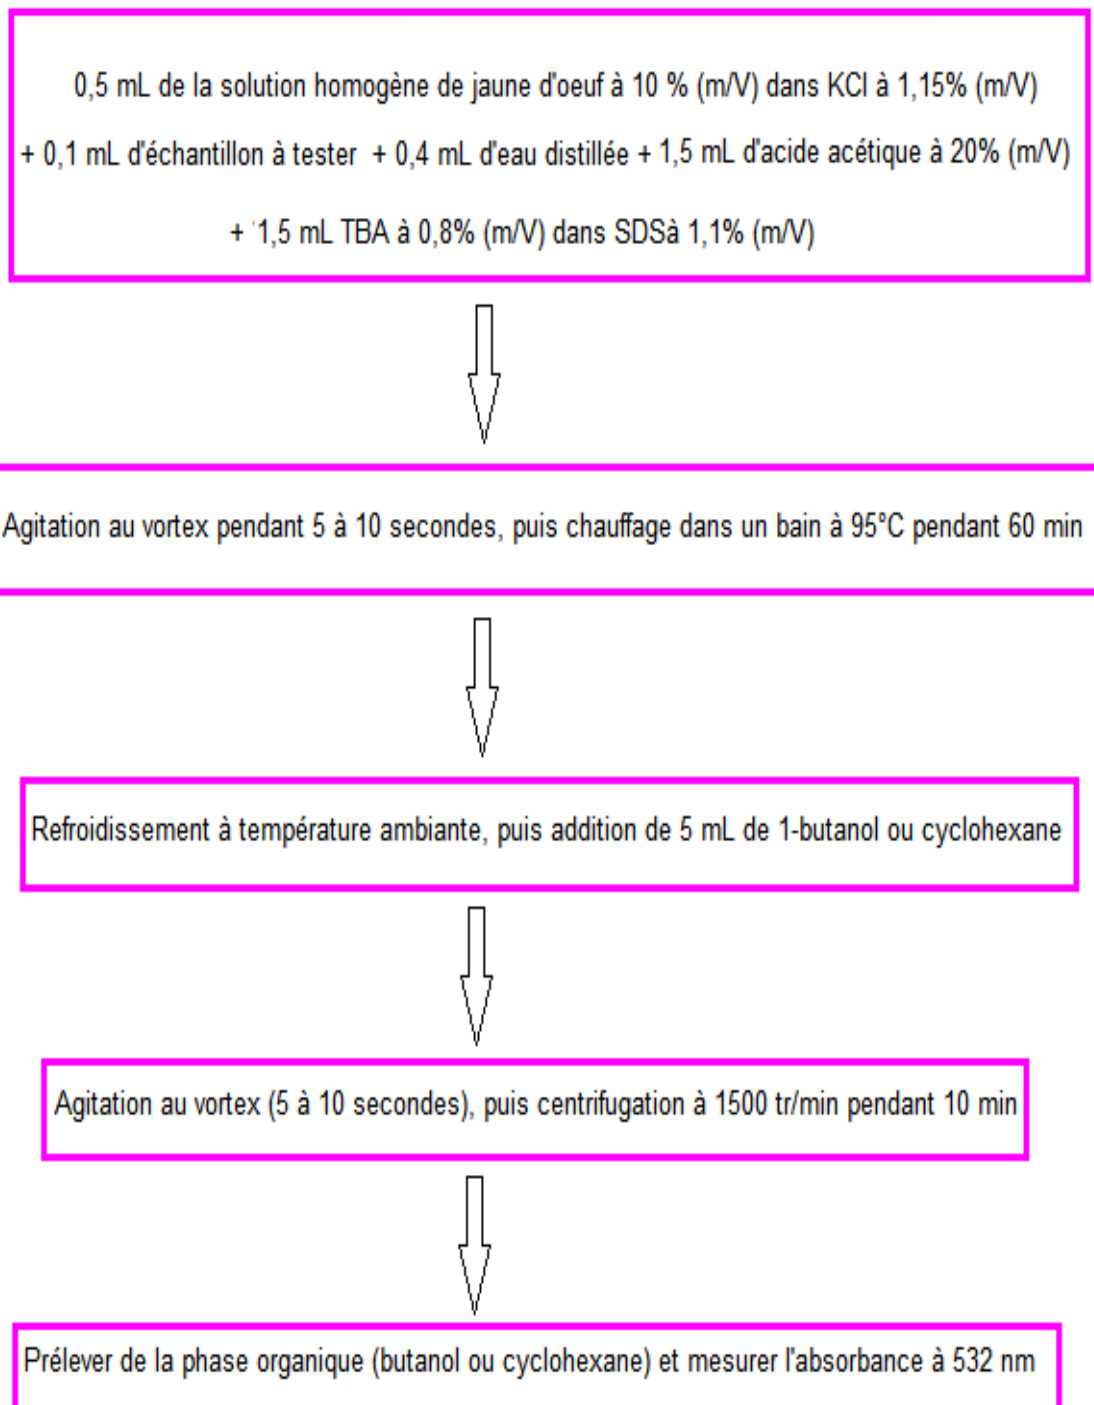 0,5 mL de la solution homogène de jaune d'oeuf à 10 % (m/V) dans KCl à 1,15% (m/V)
+ 0,1 mL d'échantillon à tester + 0,4 mL d'eau distillée + 1,5 mL d'acide acétique à 20% (m/V)
+ '1,5 mL TBA à 0,8% (m/V) dans SDSà 1,1% (m/V)
Agitation au vortex pendant 5 à 10 secondes, puis chauffage dans un bain à 95°C pendant 60 min
Refroidissement à température ambiante, puis addition de 5 mL de 1-butanol ou cyclohexane
Agitation au vortex (5 à 10 secondes), puis centrifugation à 1500 tr/min pendant 10 min
Prélever de la phase organique (butanol ou cyclohexane) et mesurer l'absorbance à 532 nm